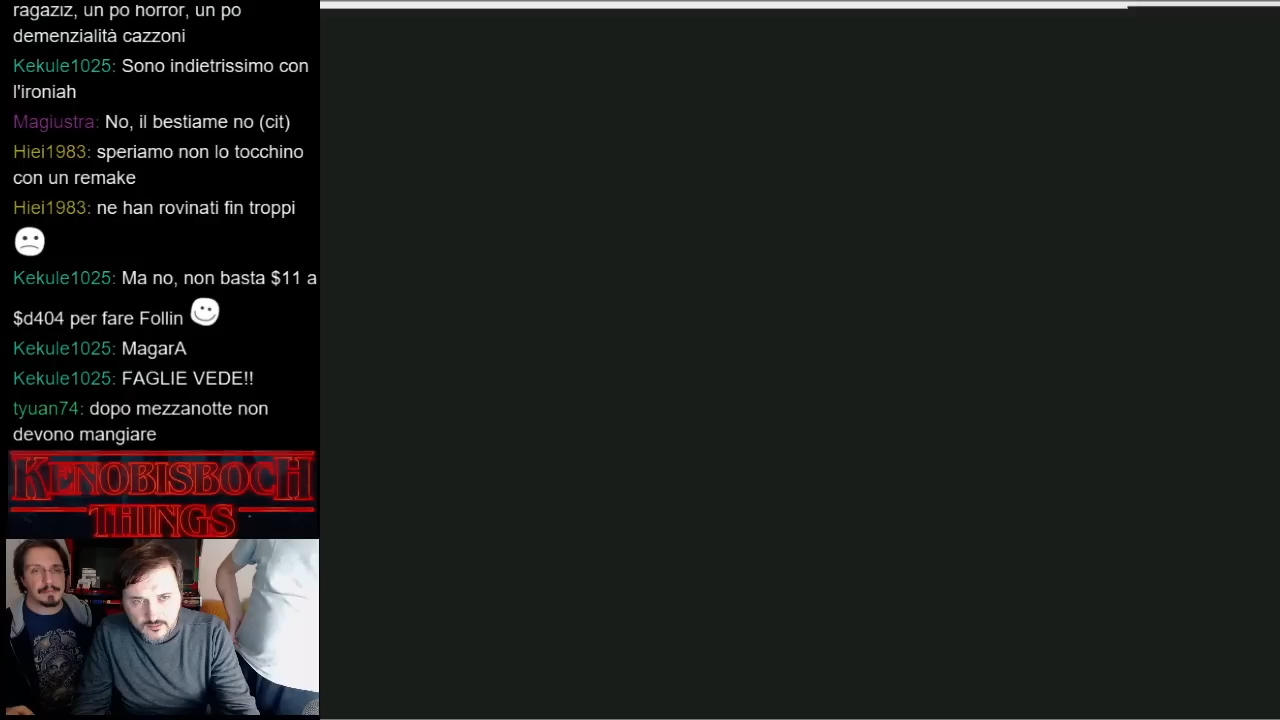 ragaziz, un po horror, un po
demenzialità cazzoni
Kekule1025: Sono indietrissimo con
l'ironiah
Magiustra: No, il bestiame no (cit)
Hiei1983: speriamo non lo tocchino
con un remake
Hiei1983: ne han rovinati fin troppi
Kekule1025: Ma no, non basta $11 a
$d404 per fare Follin
Kekule1025: MagarA
Kekule1025: FAGLIE VEDE!!
tyuan74: dopo mezzanotte non
devono mangiare
KENOBISBOCH
THINGS